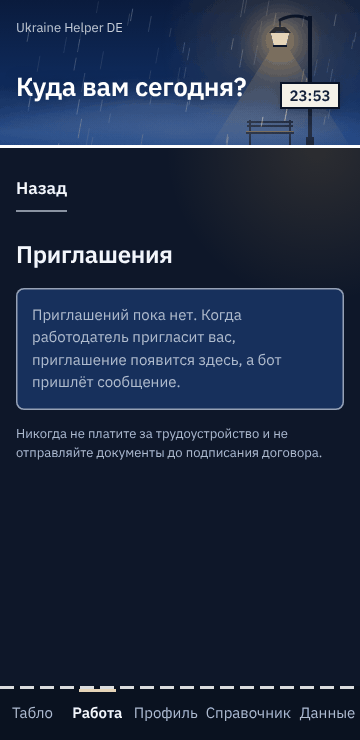 Ukraine Helper DE
Куда вам сегодня?
23:53
Назад
Приглашения
Приглашений пока нет. Когда
работодатель пригласит вас,
приглашение появится здесь, а бот
пришлёт сообщение.
Никогда не платите за трудоустройство и не
отправляйте документы до подписания договора.
Табло Работа Профиль Справочник Данные